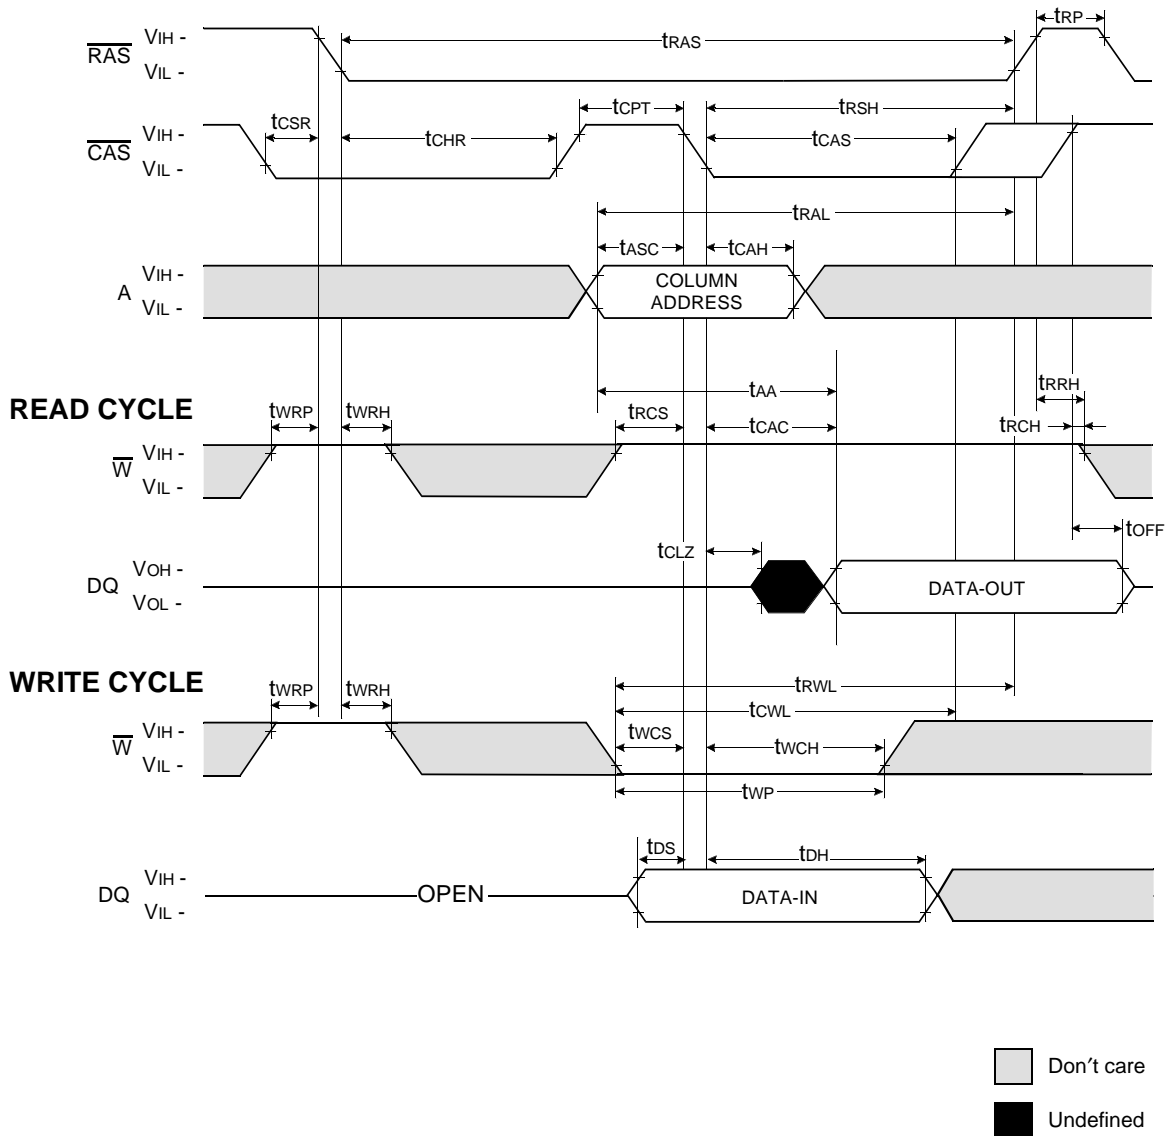 tRP
VIH -
RAS
tRAS
VIL -
tCPT
tRSH
tCSR
VIH -
tCHR
tCAS
CAS
VIL -
tRAL
tASC
tCAH
VIH -
A
COLUMN
ADDRESS
VIL -
tAA
tRRH
READ CYCLE
tWRP
tWRH
tRCS
tCAC
tRCH
VIH -
W
VIL -
tOFF
tCLZ
VOH -
DQ
DATA-OUT
VOL -
WRITE CYCLE
tWRP
tWRH
tRWL
tCWL
VIH -
W
tWCS
tWCH
VIL -
tWP
tDS
tDH
VIH -
DQ
OPEN
DATA-IN
VIL -
Don′t care
Undefined